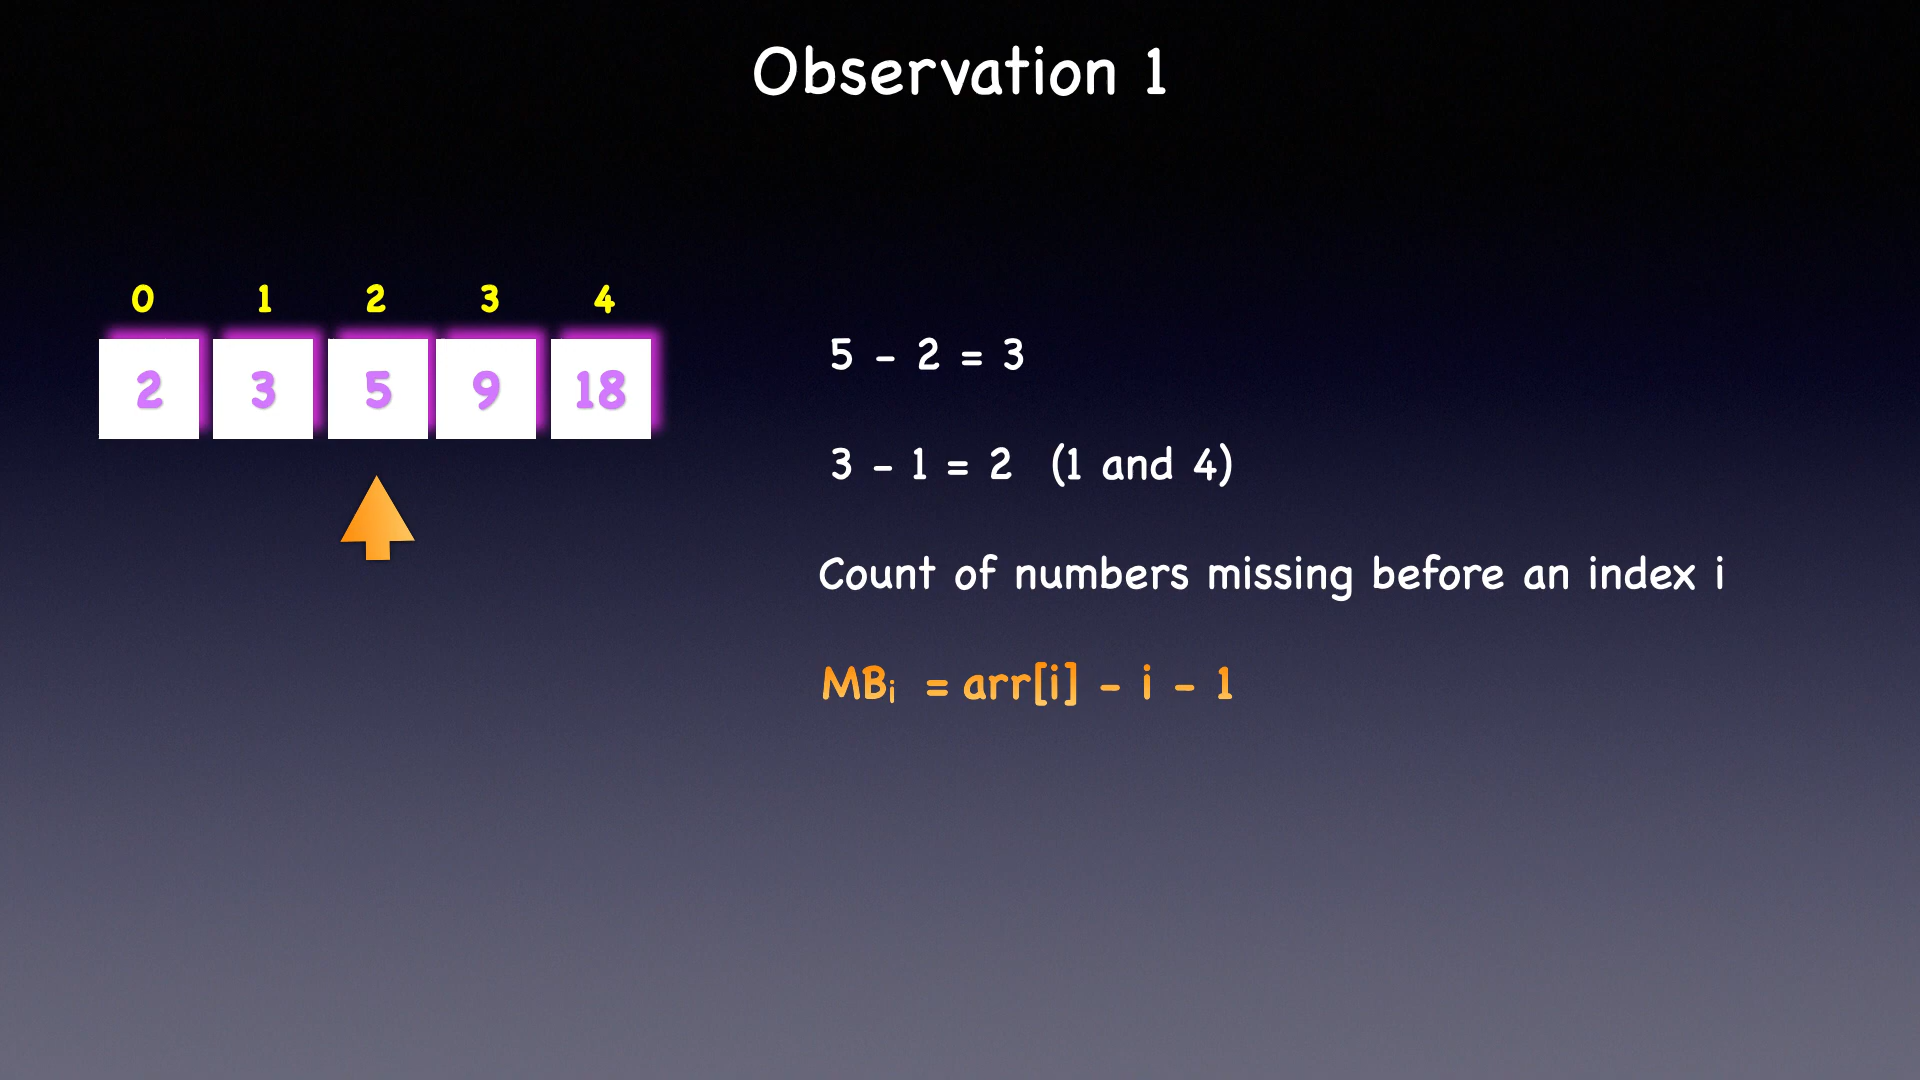 Observation 1
0 1 2 3 4
2 3 5 9 18
5 - 2 = 3
3 - 1 = 2 (1 and 4)
Count of numbers missing before an index i
MBᵢ = arr[i] - i - 1